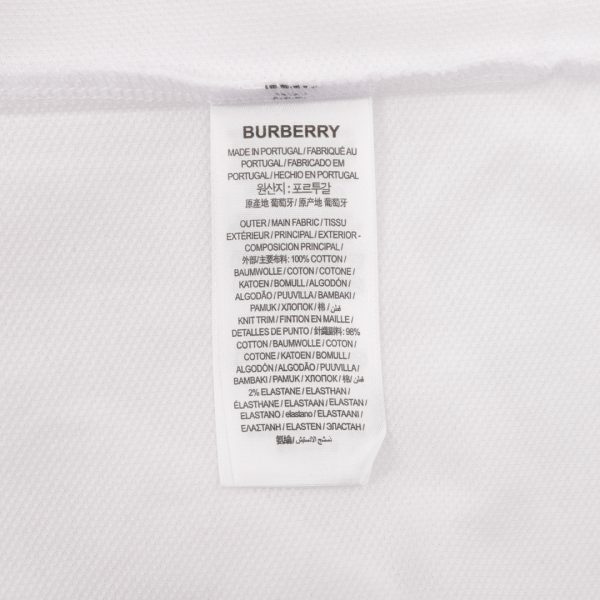 BURBERRY
MADE IN PORTUGAL / FABRIQUÉ AU
PORTUGAL / FABRICADO EM
PORTUGAL / HECHO EN PORTUGAL
원산지 : 포르투갈
原產地 葡萄牙 / 原产地 葡萄牙
OUTER / MAIN FABRIC / TISSU
EXTÉRIEUR / PRINCIPAL / EXTERIOR -
COMPOSICION PRINCIPAL /
外部/主要布料: 100% COTTON /
BAUMWOLLE / COTON / COTONE /
KATOEN / BOMULL / ALGODÓN /
ALGODÃO / PUUVILLA / BAMBAKI /
PAMUK / ХЛОПОК / 棉 / قطن /
KNIT TRIM / FINTION EN MAILLE /
DETALLES DE PUNTO / 針織副料 : 98%
COTTON / BAUMWOLLE / COTON /
COTONE / KATOEN / BOMULL /
ALGODÓN / ALGODÃO / PUUVILLA /
BAMBAKI / PAMUK / ХЛОПОК / 棉 / قطن
2% ELASTANE / ELASTHAN /
ÉLASTHANE / ELASTAAN / ELASTAN /
ELASTANO / elastano / ELASTAANI /
ΕΛΑΣΤΑΝΗ / ELASTEN / ЭЛАСТАН /
氨綸 /